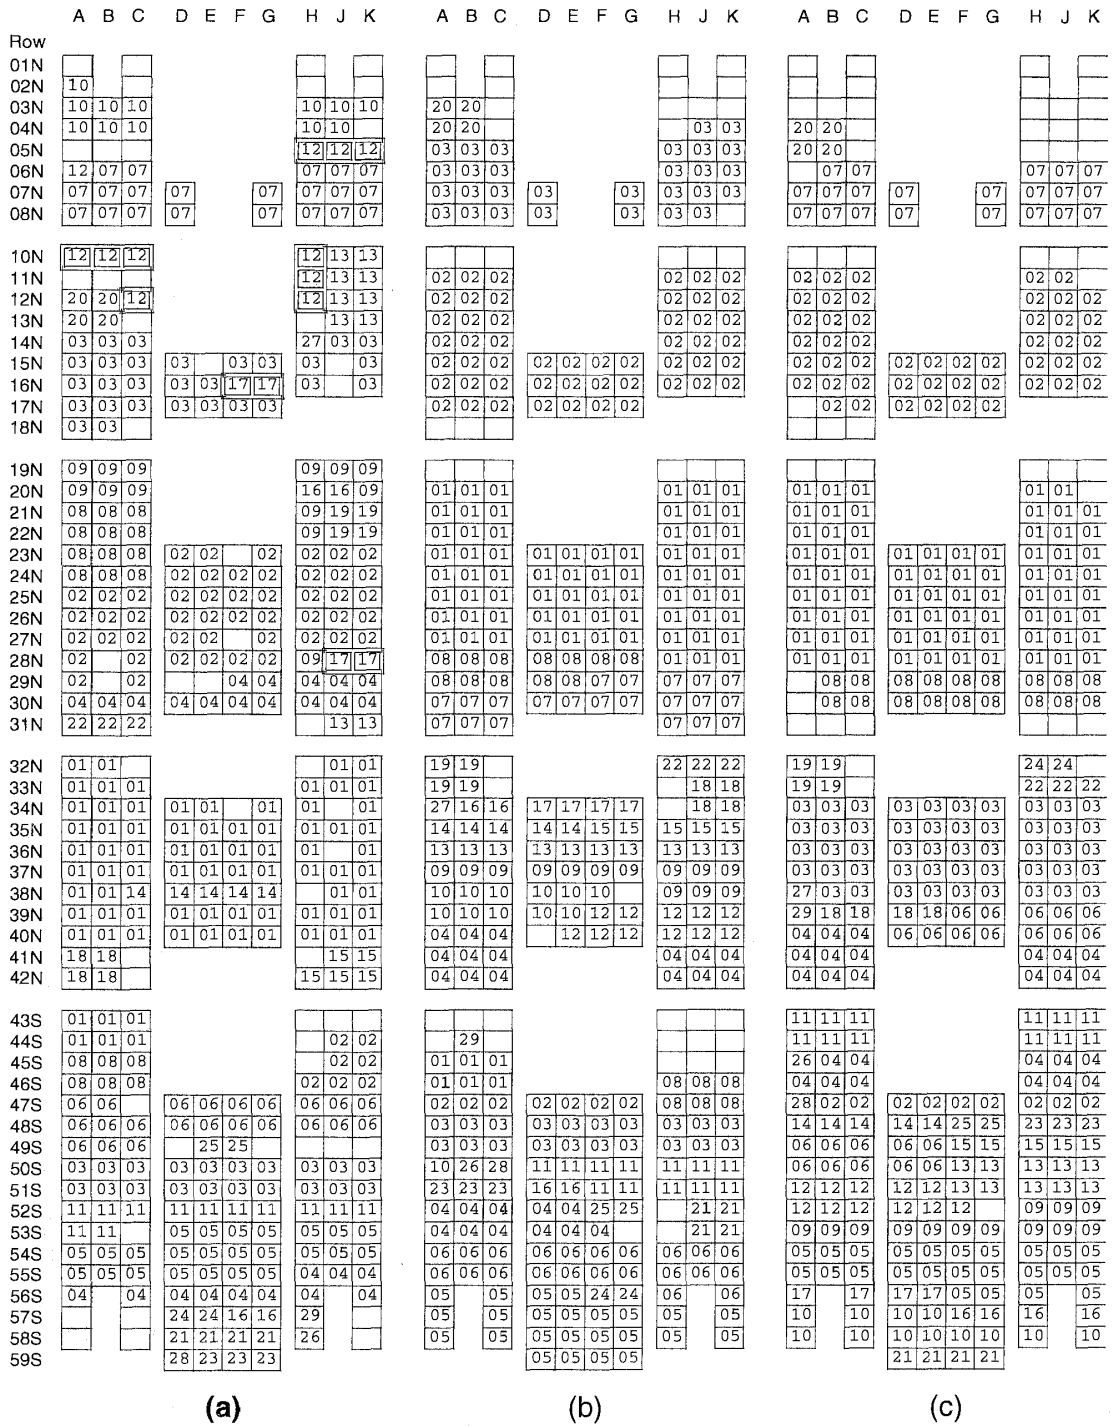 A B C D E F G H J K A B C D E F G H J K A B C D E F G H J K
Row
01N
02N 10
03N 10 10 10 10 10 10 20 20
04N 10 10 10 10 10 20 20 03 03 20 20
05N 12 12 12 03 03 03 03 03 03 20 20
06N 12 07 07 07 07 07 03 03 03 03 03 03 07 07 07 07 07
07N 07 07 07 07 07 07 07 07 03 03 03 03 03 03 03 03 07 07 07 07 07 07 07 07
08N 07 07 07 07 07 07 07 07 03 03 03 03 03 03 03 07 07 07 07 07 07 07 07
10N 12 12 12 12 13 13
11N 12 13 13 02 02 02 02 02 02 02 02 02 02 02
12N 20 20 12 12 13 13 02 02 02 02 02 02 02 02 02 02 02 02
13N 20 20 13 13 02 02 02 02 02 02 02 02 02 02 02 02
14N 03 03 03 27 03 03 02 02 02 02 02 02 02 02 02 02 02 02
15N 03 03 03 03 03 03 03 03 02 02 02 02 02 02 02 02 02 02 02 02 02 02 02 02 02 02 02 02
16N 03 03 03 03 03 17 17 03 03 02 02 02 02 02 02 02 02 02 02 02 02 02 02 02 02 02 02 02 02
17N 03 03 03 03 03 03 03 02 02 02 02 02 02 02 02 02 02 02 02 02
18N 03 03
19N 09 09 09 09 09 09
20N 09 09 09 16 16 09 01 01 01 01 01 01 01 01 01 01 01
21N 08 08 08 09 19 19 01 01 01 01 01 01 01 01 01 01 01 01
22N 08 08 08 09 19 19 01 01 01 01 01 01 01 01 01 01 01 01
23N 08 08 08 02 02 02 02 02 02 01 01 01 01 01 01 01 01 01 01 01 01 01 01 01 01 01 01 01 01
24N 08 08 08 02 02 02 02 02 02 02 01 01 01 01 01 01 01 01 01 01 01 01 01 01 01 01 01 01 01 01
25N 02 02 02 02 02 02 02 02 02 02 01 01 01 01 01 01 01 01 01 01 01 01 01 01 01 01 01 01 01 01
26N 02 02 02 02 02 02 02 02 02 02 01 01 01 01 01 01 01 01 01 01 01 01 01 01 01 01 01 01 01 01
27N 02 02 02 02 02 02 02 02 02 01 01 01 01 01 01 01 01 01 01 01 01 01 01 01 01 01 01 01 01
28N 02 02 02 02 02 02 09 17 17 08 08 08 08 08 08 08 01 01 01 01 01 01 01 01 01 01 01 01 01
29N 02 02 04 04 04 04 04 08 08 08 08 08 07 07 07 07 07 08 08 08 08 08 08 08 08 08
30N 04 04 04 04 04 04 04 04 04 04 07 07 07 07 07 07 07 07 07 07 08 08 08 08 08 08 08 08 08
31N 22 22 22 13 13 07 07 07 07 07 07
32N 01 01 01 01 19 19 22 22 22 19 19 24 24
33N 01 01 01 01 01 01 19 19 18 18 19 19 22 22 22
34N 01 01 01 01 01 01 01 01 27 16 16 17 17 17 17 18 18 03 03 03 03 03 03 03 03 03 03
35N 01 01 01 01 01 01 01 01 01 01 14 14 14 14 14 15 15 15 15 15 03 03 03 03 03 03 03 03 03 03
36N 01 01 01 01 01 01 01 01 01 13 13 13 13 13 13 13 13 13 13 03 03 03 03 03 03 03 03 03 03
37N 01 01 01 01 01 01 01 01 01 01 09 09 09 09 09 09 09 09 09 09 03 03 03 03 03 03 03 03 03 03
38N 01 01 14 14 14 14 14 01 01 10 10 10 10 10 10 09 09 09 27 03 03 03 03 03 03 03 03 03
39N 01 01 01 01 01 01 01 01 01 01 10 10 10 10 10 12 12 12 12 12 29 18 18 18 18 06 06 06 06 06
40N 01 01 01 01 01 01 01 01 01 01 04 04 04 12 12 12 12 12 12 04 04 04 06 06 06 06 06 06 06
41N 18 18 15 15 04 04 04 04 04 04 04 04 04 04 04 04
42N 18 18 15 15 15 04 04 04 04 04 04 04 04 04 04 04 04
43S 01 01 01 11 11 11 11 11 11
44S 01 01 01 02 02 29 11 11 11 11 11 11
45S 08 08 08 02 02 01 01 01 26 04 04 04 04 04
46S 08 08 08 02 02 02 01 01 01 08 08 08 04 04 04 04 04 04
47S 06 06 06 06 06 06 06 06 06 02 02 02 02 02 02 02 08 08 08 28 02 02 02 02 02 02 02 02 02
48S 06 06 06 06 06 06 06 06 06 06 03 03 03 03 03 03 03 03 03 03 14 14 14 14 14 25 25 23 23 23
49S 06 06 06 25 25 03 03 03 03 03 03 03 03 03 03 06 06 06 06 06 15 15 15 15 15
50S 03 03 03 03 03 03 03 03 03 03 10 26 28 11 11 11 11 11 11 11 06 06 06 06 06 13 13 13 13 13
51S 03 03 03 03 03 03 03 03 03 03 23 23 23 16 16 11 11 11 11 11 12 12 12 12 12 13 13 13 13 13
52S 11 11 11 11 11 11 11 11 11 11 04 04 04 04 04 25 25 21 21 12 12 12 12 12 12 09 09 09
53S 11 11 05 05 05 05 05 05 05 04 04 04 04 04 04 21 21 09 09 09 09 09 09 09 09 09 09
54S 05 05 05 05 05 05 05 05 05 05 06 06 06 06 06 06 06 06 06 06 05 05 05 05 05 05 05 05 05 05
55S 05 05 05 05 05 05 05 04 04 04 06 06 06 06 06 06 06 06 06 06 05 05 05 05 05 05 05 05 05 05
56S 04 04 04 04 04 04 04 04 05 05 05 05 24 24 06 06 17 17 17 17 05 05 05 05
57S 24 24 16 16 29 05 05 05 05 05 05 05 05 10 10 10 10 16 16 16 16
58S 21 21 21 21 26 05 05 05 05 05 05 05 05 10 10 10 10 10 10 10 10
59S 28 23 23 23 05 05 05 05 21 21 21 21
(a) (b) (c)